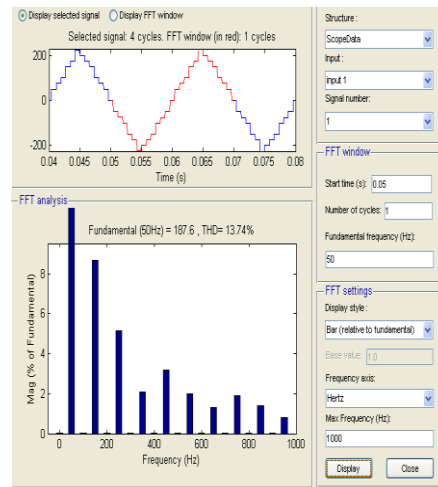 Display selected signal
Display FFT window
Selected signal: 4 cycles. FFT window (in red): 1 cycles
200
0
-200
0.04 0.045 0.05 0.055 0.06 0.065 0.07 0.075 0.08
Time (s)
FFT analysis
Fundamental (50Hz) = 187.6 , THD= 13.74%
8
6
4
2
0
Mag (% of Fundamental)
0 200 400 600 800 1000
Frequency (Hz)
Structure :
ScopeData
Input :
input 1
Signal number:
1
FFT window
Start time (s): 0.05
Number of cycles: 1
Fundamental frequency (Hz):
50
FFT settings
Display style :
Bar (relative to fundamental)
Base value: 1.0
Frequency axis:
Hertz
Max Frequency (Hz):
1000
Display
Close